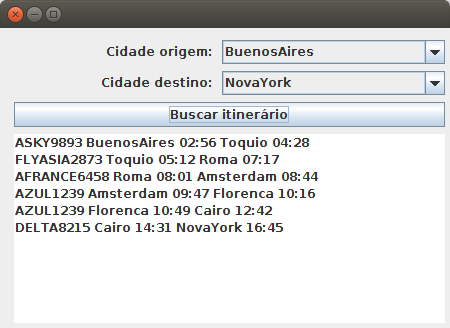 Cidade origem: BuenosAires
Cidade destino: NovaYork
Buscar itinerário
ASKY9893 BuenosAires 02:56 Toquio 04:28
FLYASIA2873 Toquio 05:12 Roma 07:17
AFRANCE6458 Roma 08:01 Amsterdam 08:44
AZUL1239 Amsterdam 09:47 Florenca 10:16
AZUL1239 Florenca 10:49 Cairo 12:42
DELTA8215 Cairo 14:31 NovaYork 16:45